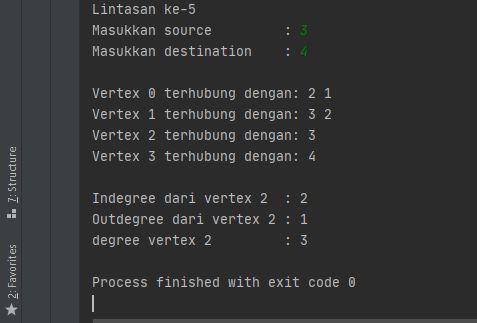 Lintasan ke-5
Masukkan source         : 3
Masukkan destination    : 4
Vertex 0 terhubung dengan: 2 1
Vertex 1 terhubung dengan: 3 2
Vertex 2 terhubung dengan: 3
Vertex 3 terhubung dengan: 4
Indegree dari vertex 2  : 2
Outdegree dari vertex 2 : 1
degree vertex 2         : 3
Process finished with exit code 0
7: Structure
2: Favorites